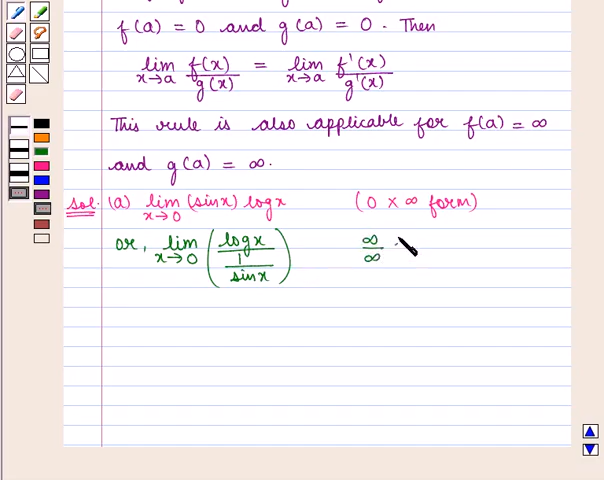 f(a) = 0 and g(a) = 0. Then
lim x→a f(x)/g(x) = lim x→a f'(x)/g'(x)
This rule is also applicable for f(a) = ∞
and g(a) = ∞.
Sol. (a) lim x→0 (sinx) logx (0 × ∞ form)
or, lim x→0 (logx / (1/sinx)) ∞/∞